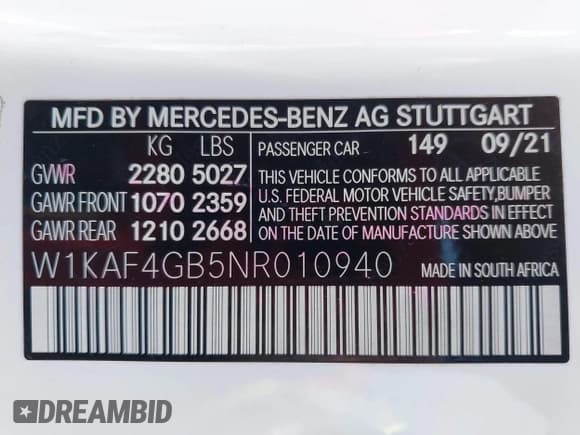 MFD BY MERCEDES-BENZ AG STUTTGART
KG LBS
GVWR 2280 5027
GAWR FRONT 1070 2359
GAWR REAR 1210 2668
PASSENGER CAR 149 09/21
THIS VEHICLE CONFORMS TO ALL APPLICABLE
U.S. FEDERAL MOTOR VEHICLE SAFETY,BUMPER
AND THEFT PREVENTION STANDARDS IN EFFECT
ON THE DATE OF MANUFACTURE SHOWN ABOVE
W1KAF4GB5NR010940 MADE IN SOUTH AFRICA
DREAMBID